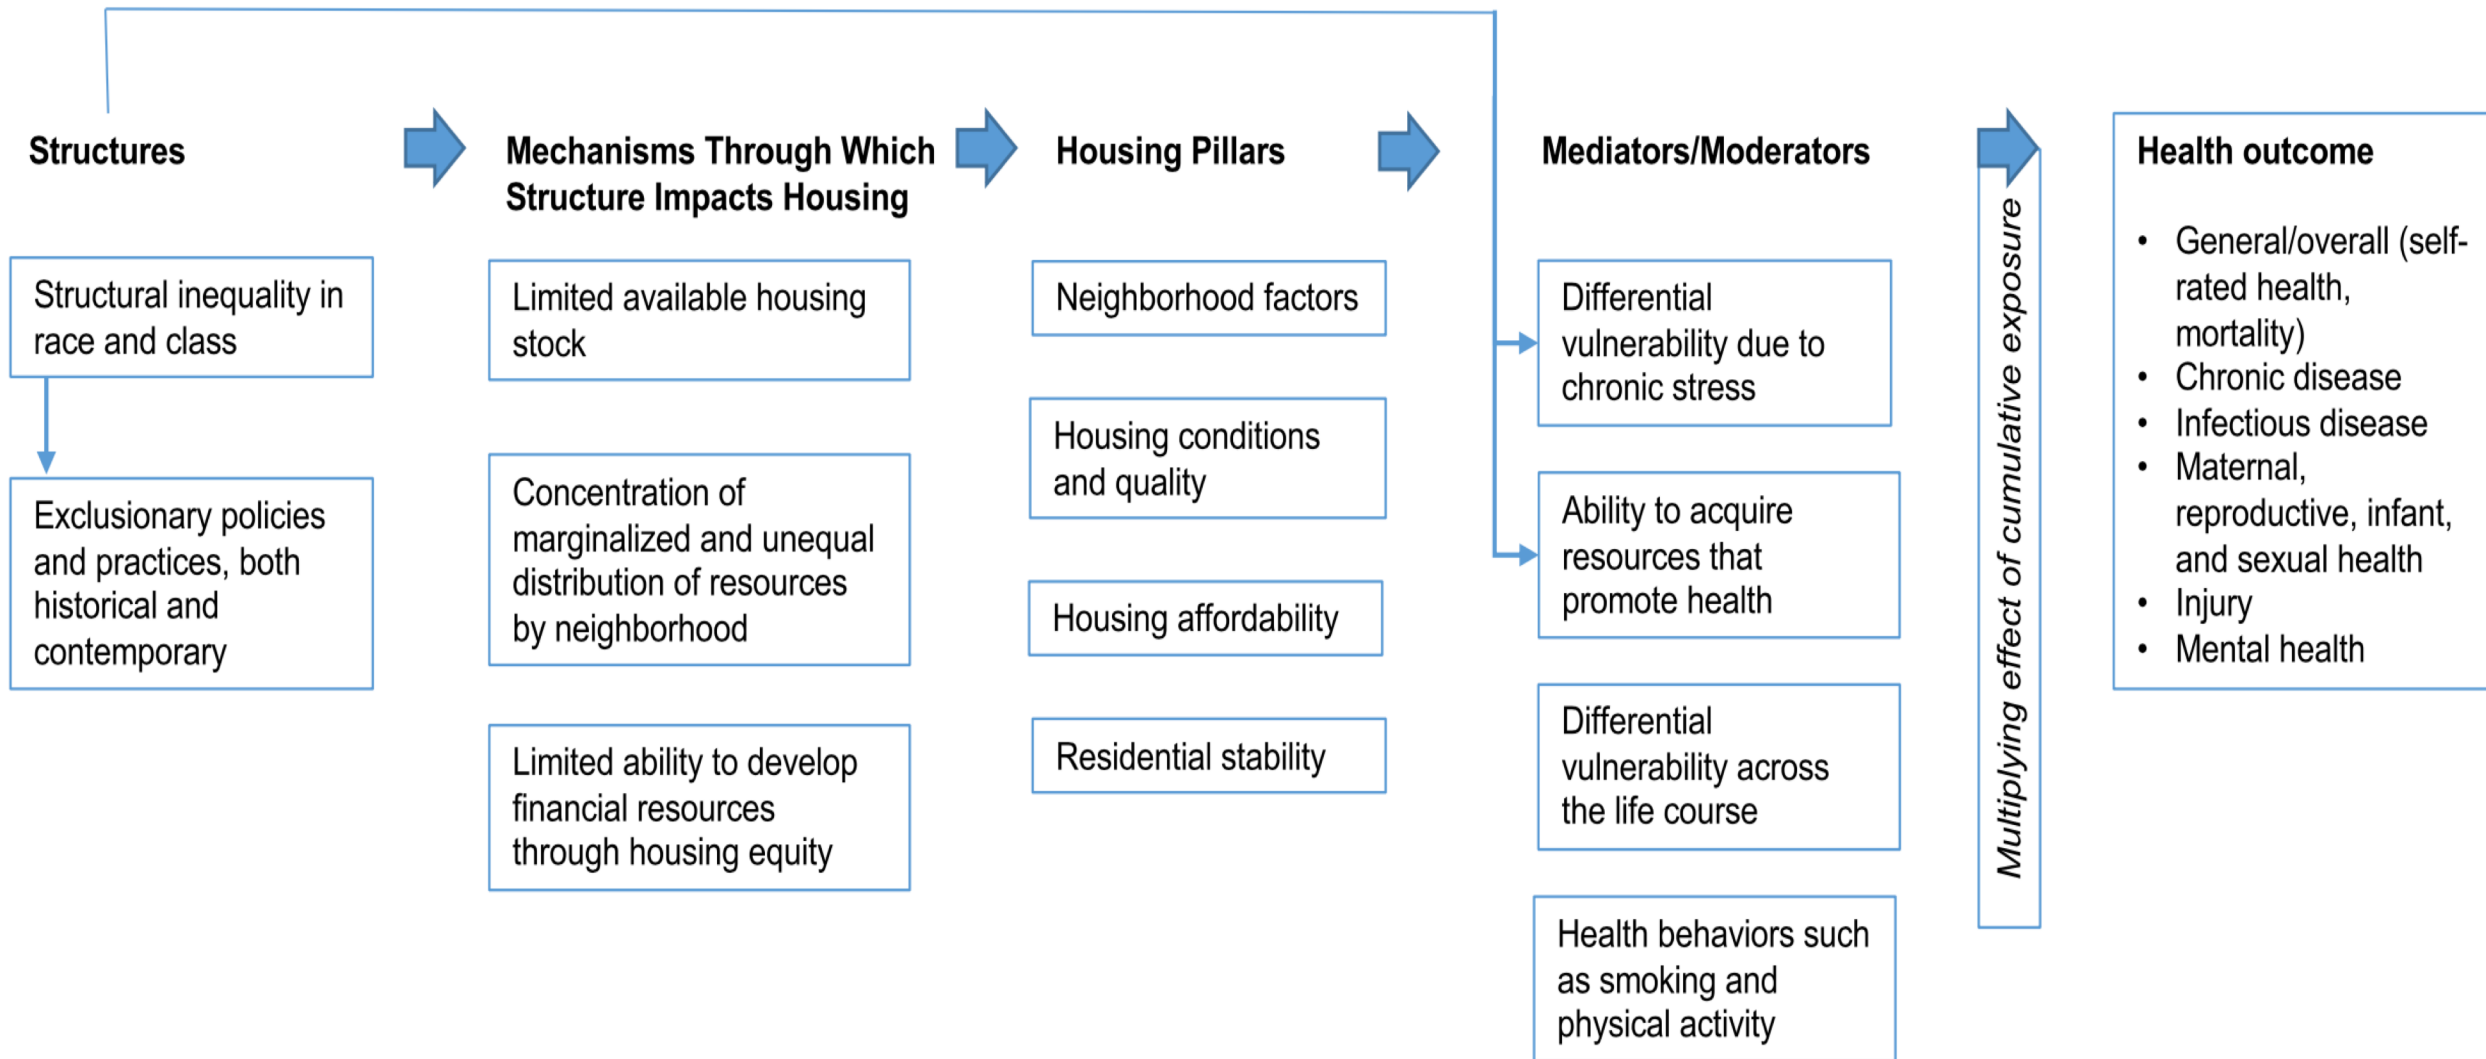 Structures
Structural inequality in
race and class
Exclusionary policies
and practices, both
historical and
contemporary
Mechanisms Through Which
Structure Impacts Housing
Limited available housing
stock
Concentration of
marginalized and unequal
distribution of resources
by neighborhood
Limited ability to develop
financial resources
through housing equity
Housing Pillars
Neighborhood factors
Housing conditions
and quality
Housing affordability
Residential stability
Mediators/Moderators
Differential
vulnerability due to
chronic stress
Ability to acquire
resources that
promote health
Differential
vulnerability across
the life course
Health behaviors such
as smoking and
physical activity
Multiplying effect of cumulative exposure
Health outcome
• General/overall (self-
rated health,
mortality)
• Chronic disease
• Infectious disease
• Maternal,
reproductive, infant,
and sexual health
• Injury
• Mental health